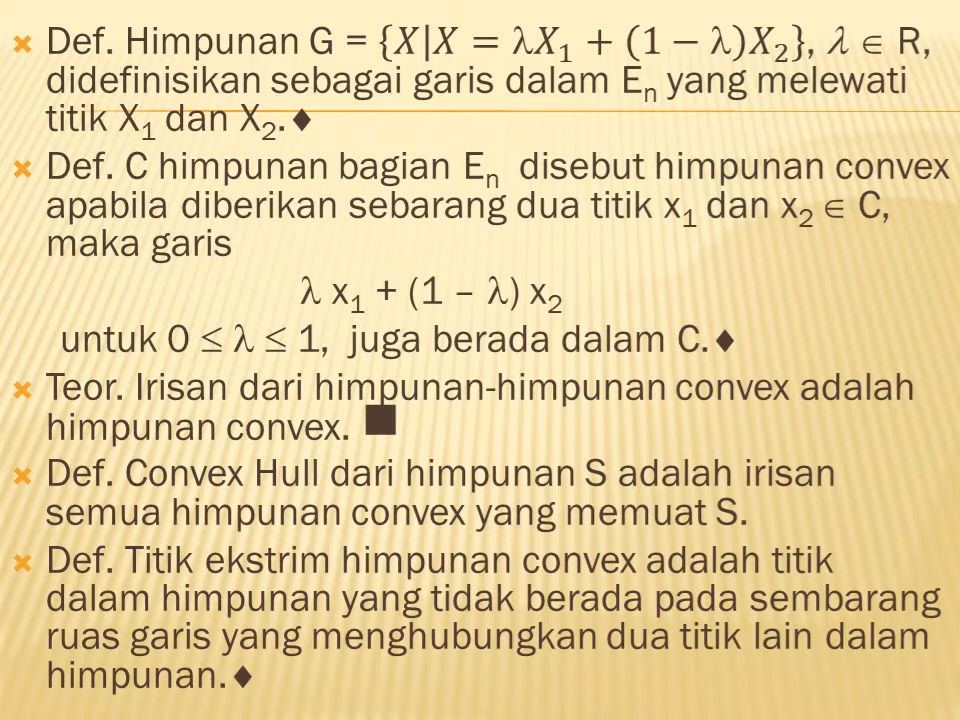 Def. Himpunan G = {𝑋|𝑋 = λ𝑋₁ + (1 − λ)𝑋₂}, 𝜆 ∈ R,
didefinisikan sebagai garis dalam Eₙ yang melewati
titik X₁ dan X₂.♦
Def. C himpunan bagian Eₙ disebut himpunan convex
apabila diberikan sebarang dua titik x₁ dan x₂ ∈ C,
maka garis
λ x₁ + (1 – λ) x₂
untuk 0 ≤ λ ≤ 1, juga berada dalam C.♦
Teor. Irisan dari himpunan-himpunan convex adalah
himpunan convex. ■
Def. Convex Hull dari himpunan S adalah irisan
semua himpunan convex yang memuat S.
Def. Titik ekstrim himpunan convex adalah titik
dalam himpunan yang tidak berada pada sembarang
ruas garis yang menghubungkan dua titik lain dalam
himpunan.♦